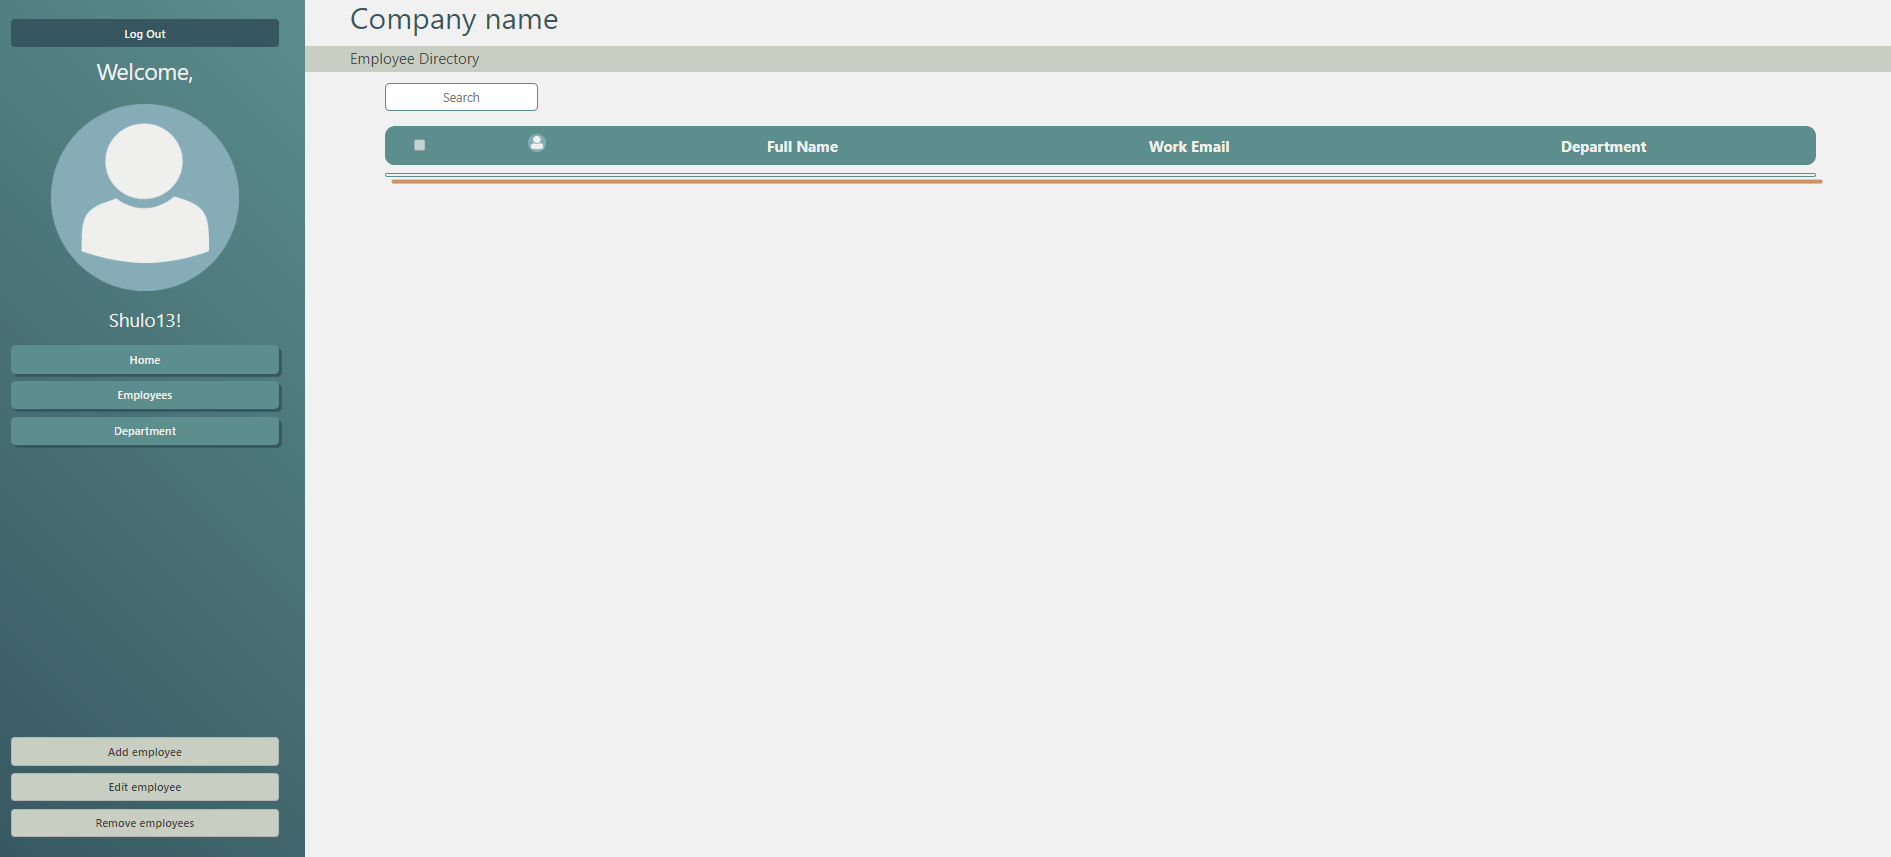 Log Out
Welcome,
Shulo13!
Home
Employees
Department
Add employee
Edit employee
Remove employees
Company name
Employee Directory
Search
Full Name Work Email Department